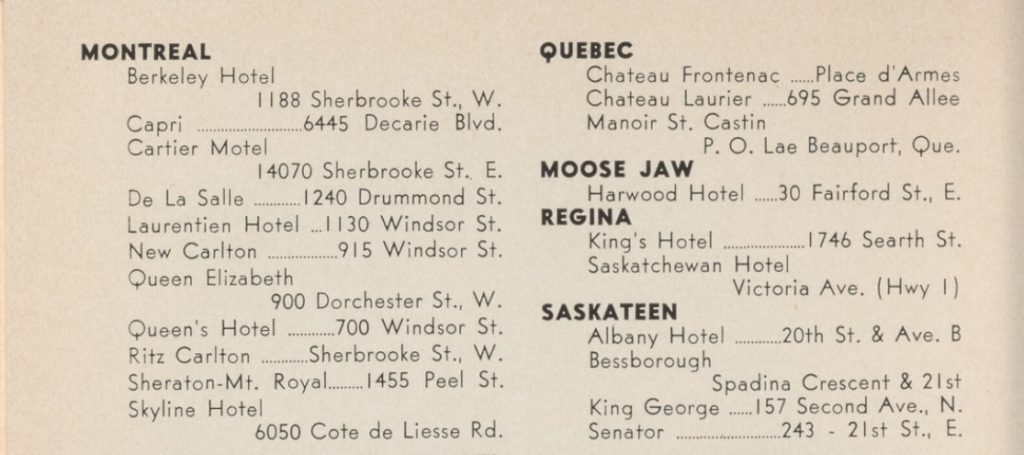 MONTREAL
Berkeley Hotel
1188 Sherbrooke St., W.
Capri ..................6445 Decarie Blvd.
Cartier Motel
14070 Sherbrooke St. E.
De La Salle ............1240 Drummond St.
Laurentien Hotel ...1130 Windsor St.
New Carlton ..................915 Windsor St.
Queen Elizabeth
900 Dorchester St., W.
Queen's Hotel ............700 Windsor St.
Ritz Carlton ............Sherbrooke St., W.
Sheraton-Mt. Royal.........1455 Peel St.
Skyline Hotel
6050 Cote de Liesse Rd.
QUEBEC
Chateau Frontenac ......Place d'Armes
Chateau Laurier ......695 Grand Allee
Manoir St. Castin
P. O. Lae Beauport, Que.
MOOSE JAW
Harwood Hotel ......30 Fairford St., E.
REGINA
King's Hotel .....................1746 Searth St.
Saskatchewan Hotel
Victoria Ave. (Hwy 1)
SASKATEEN
Albany Hotel ............20th St. & Ave. B
Bessborough
Spadina Crescent & 21st
King George ......157 Second Ave., N.
Senator ...........................243 - 21st St., E.